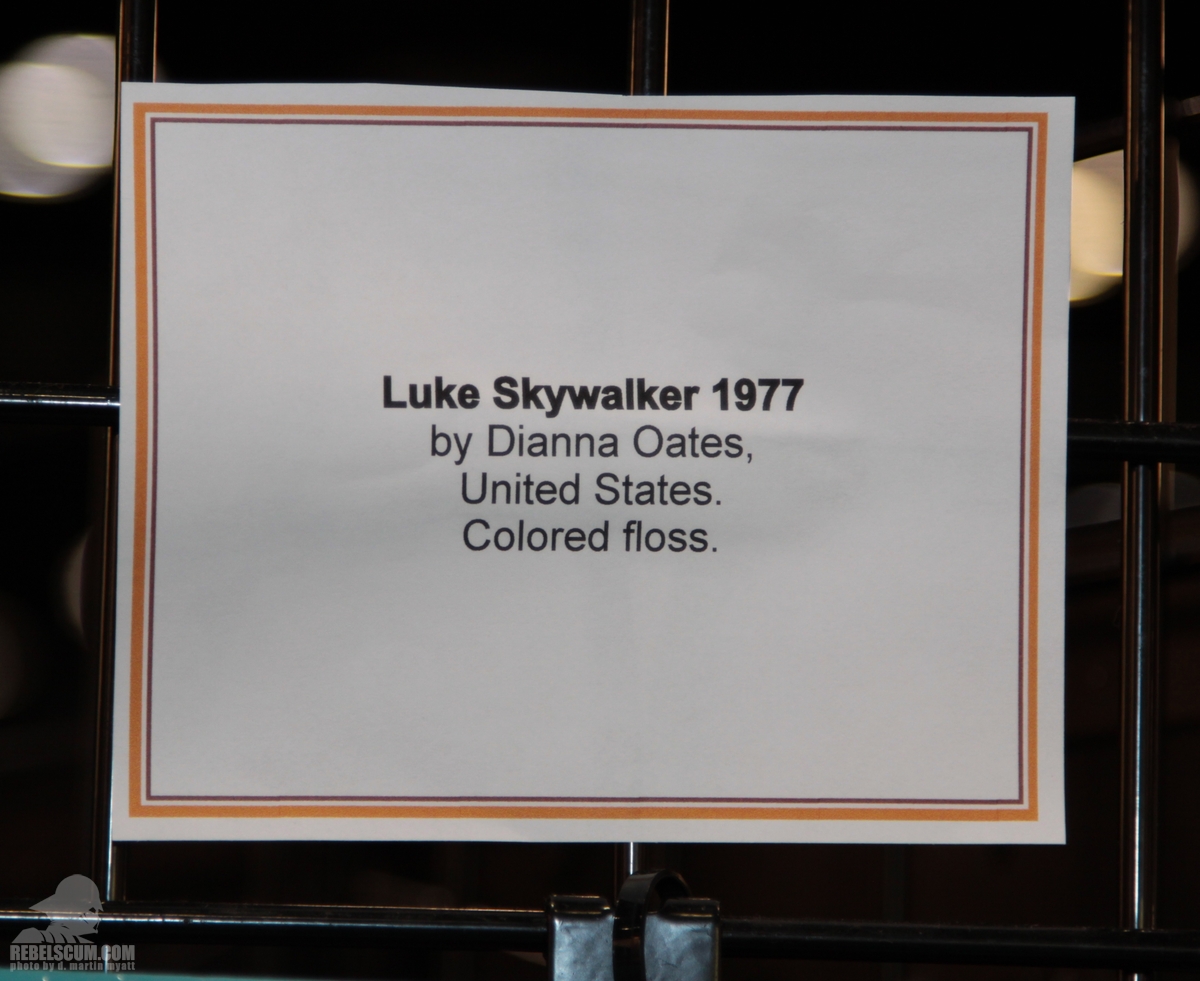 Luke Skywalker 1977
by Dianna Oates,
United States.
Colored floss.
REBELSCUM.COM
photo by d. martin myatt